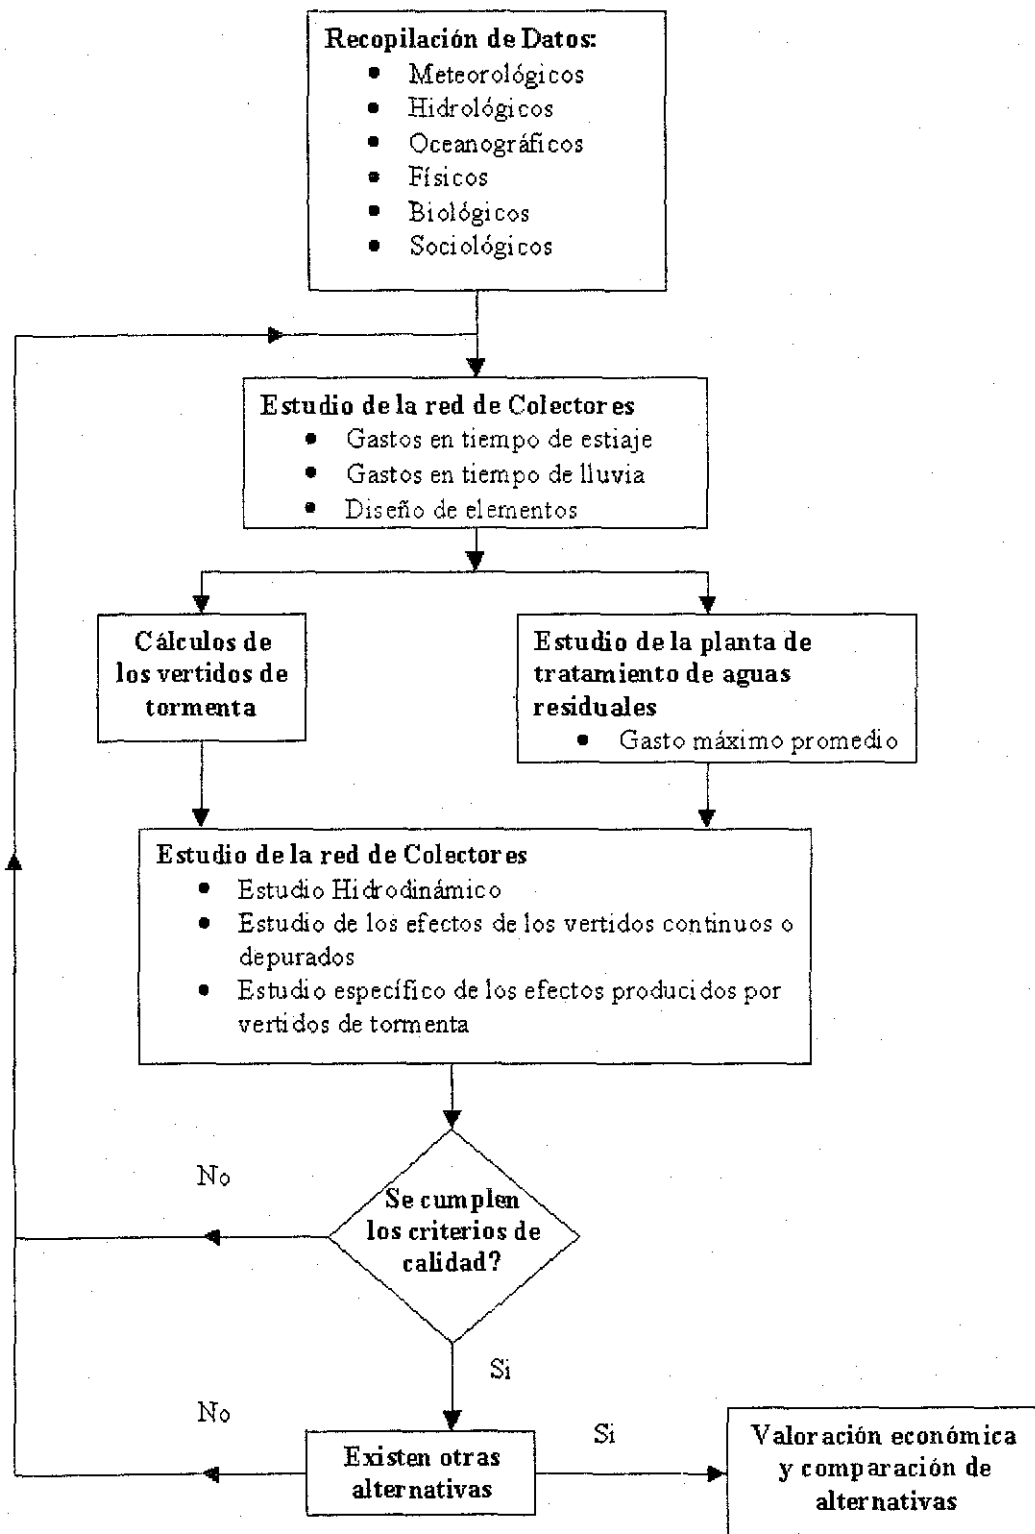 Recopilación de Datos:
• Meteorológicos
• Hidrológicos
• Oceanográficos
• Físicos
• Biológicos
• Sociológicos
Estudio de la red de Colectores
• Gastos en tiempo de estiaje
• Gastos en tiempo de lluvia
• Diseño de elementos
Cálculos de
los vertidos de
tormenta
Estudio de la planta de
tratamiento de aguas
residuales
• Gasto máximo promedio
Estudio de la red de Colectores
• Estudio Hidrodinámico
• Estudio de los efectos de los vertidos continuos o
depurados
• Estudio específico de los efectos producidos por
vertidos de tormenta
No
Se cumplen
los criterios de
calidad?
Si
No
Existen otras
alternativas
Si
Valoración económica
y comparación de
alternativas